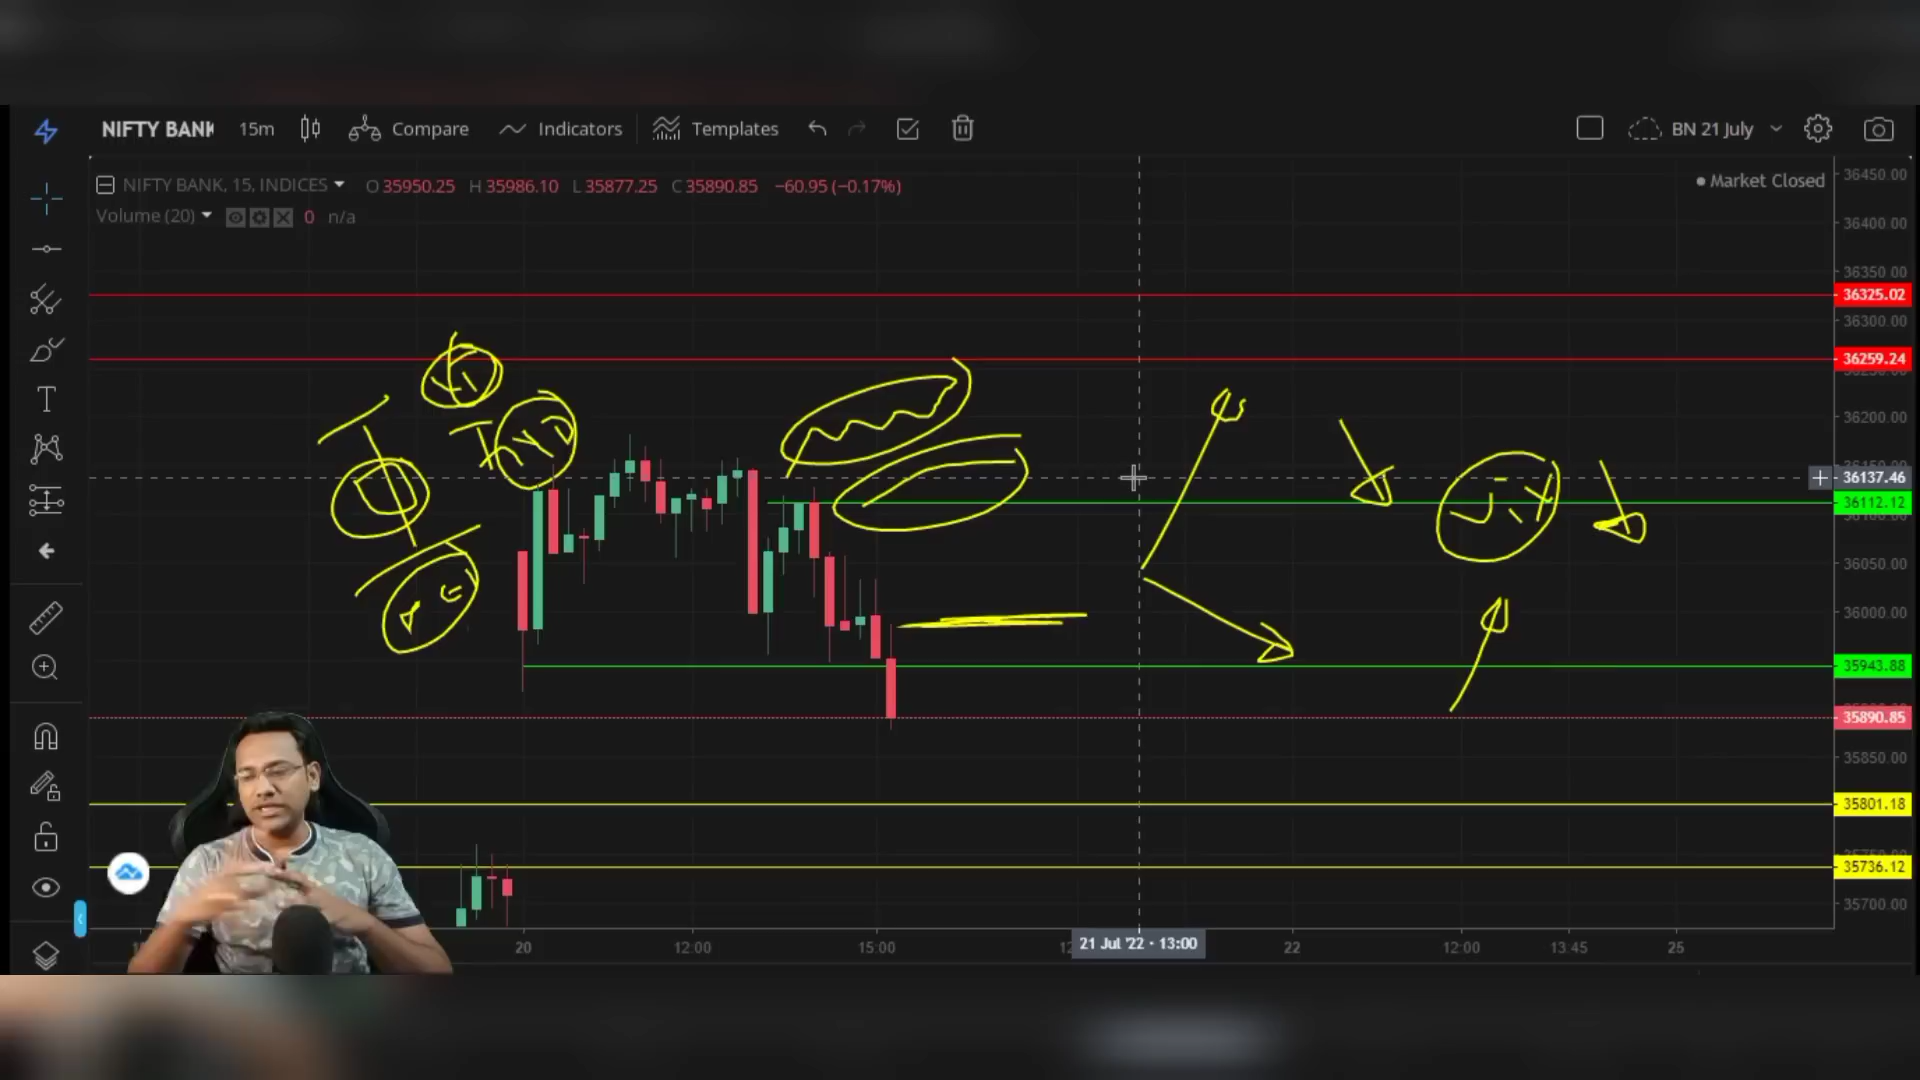 NIFTY BANK 15m Compare Indicators Templates BN 21 July
NIFTY BANK, 15, INDICES O 35950.25 H 35986.10 L 35877.25 C 35890.85 −60.95 (−0.17%)
Market Closed
Volume (20) 0 n/a
36450.00
36400.00
36350.00
36325.02
36300.00
36259.24
36200.00
36137.46
36112.12
36050.00
36000.00
35943.88
35890.85
35850.00
35801.18
35736.12
35700.00
VIX
20 12:00 15:00 21 Jul '22 • 13:00 22 12:00 13:45 25